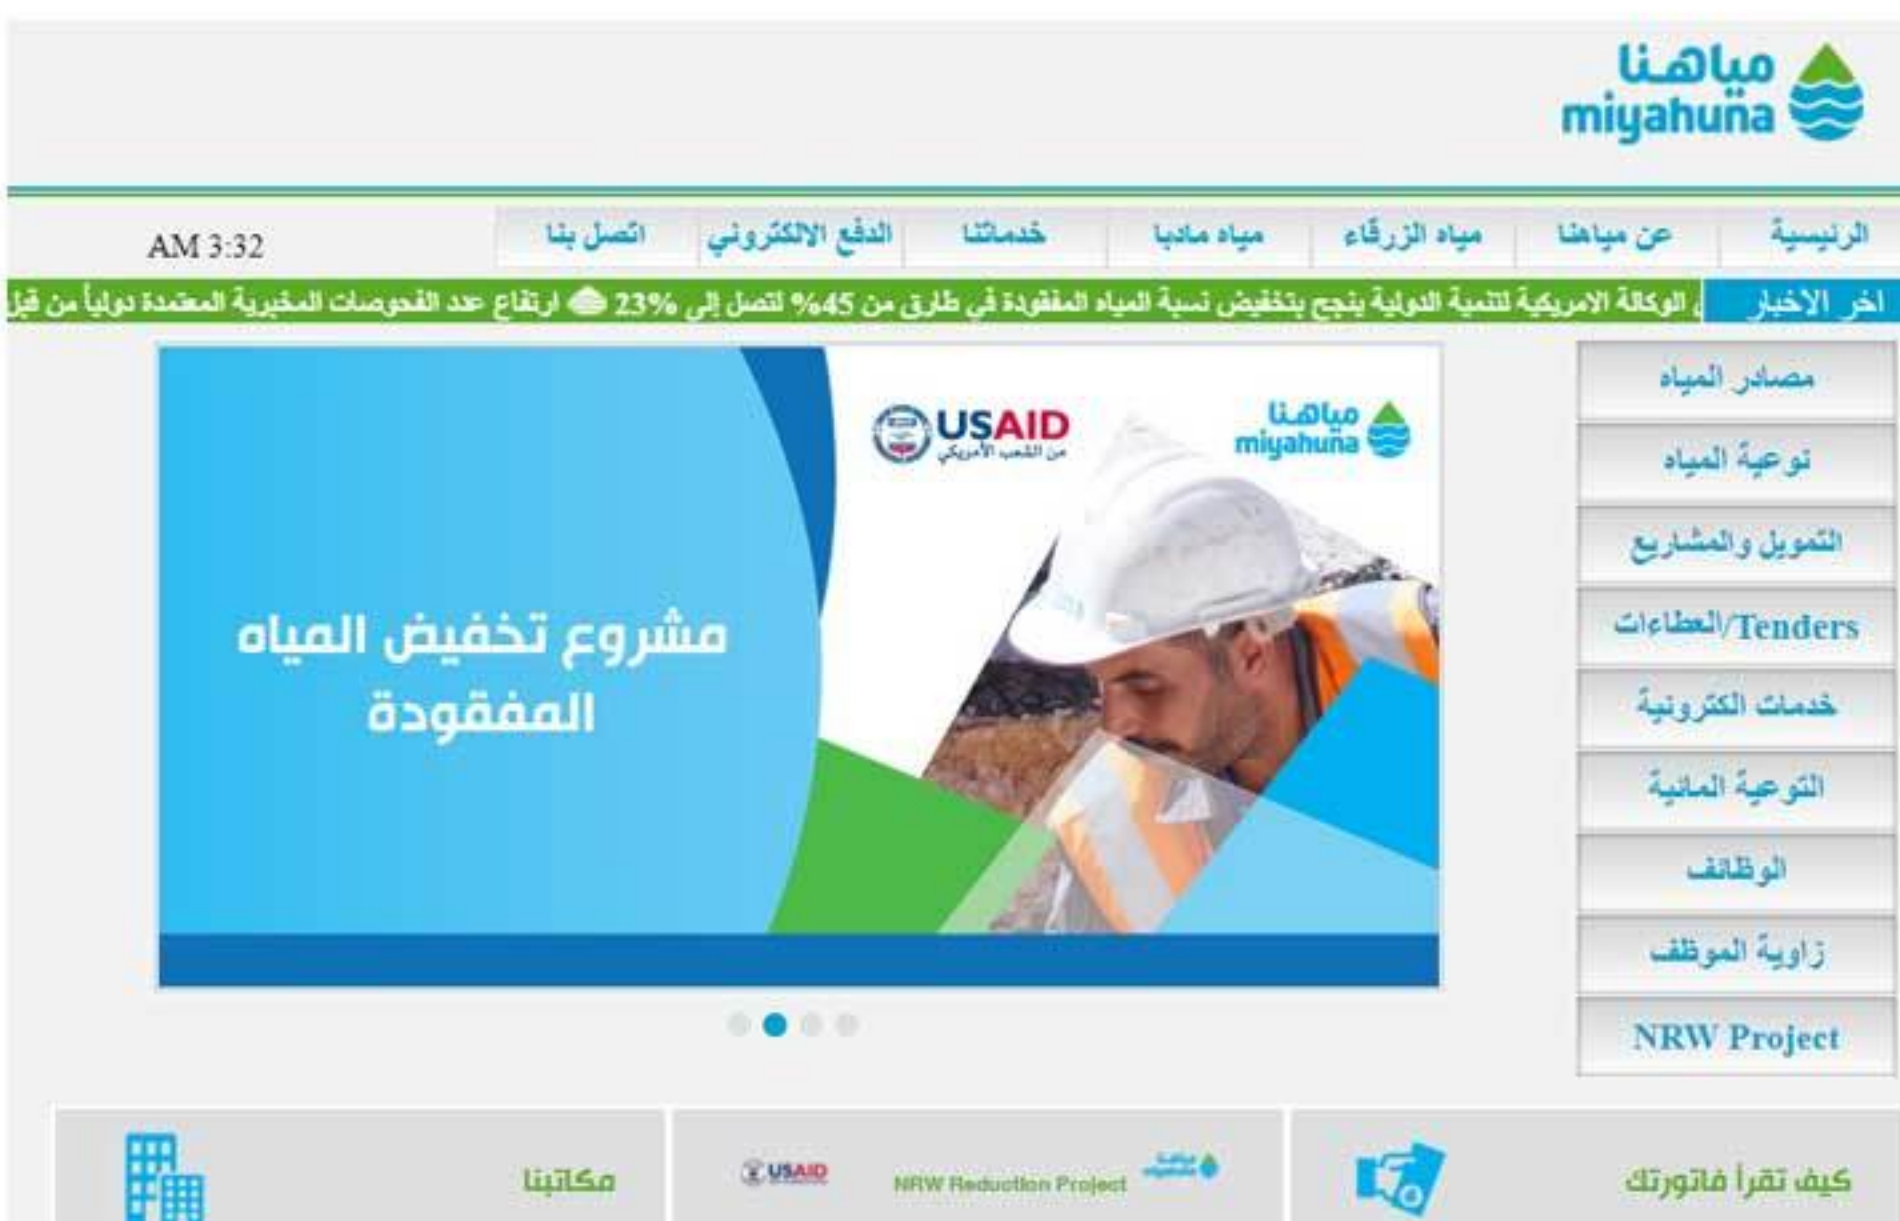 مياهنا
miyahuna
الرئيسية
عن مياهنا
مياه الزرقاء
مياه مادبا
خدماتنا
الدفع الالكتروني
اتصل بنا
AM 3:32
اخر الاخبار
الوكالة الامريكية للتنمية الدولية ينجح بتخفيض نسبة المياه المفقودة في طارق من 45% لتصل إلى 23% ارتفاع عدد الفحوصات المخبرية المعتمدة دولياً من قبل
مصادر المياه
نوعية المياه
التمويل والمشاريع
العطاءات/Tenders
خدمات الكترونية
التوعية المائية
الوظائف
زاوية الموظف
NRW Project
مياهنا
miyahuna
USAID
من الشعب الأمريكي
مشروع تخفيض المياه
المفقودة
كيف تقرأ فاتورتك
مياهنا
miyahuna
NRW Reduction Project
USAID
مكاتبنا